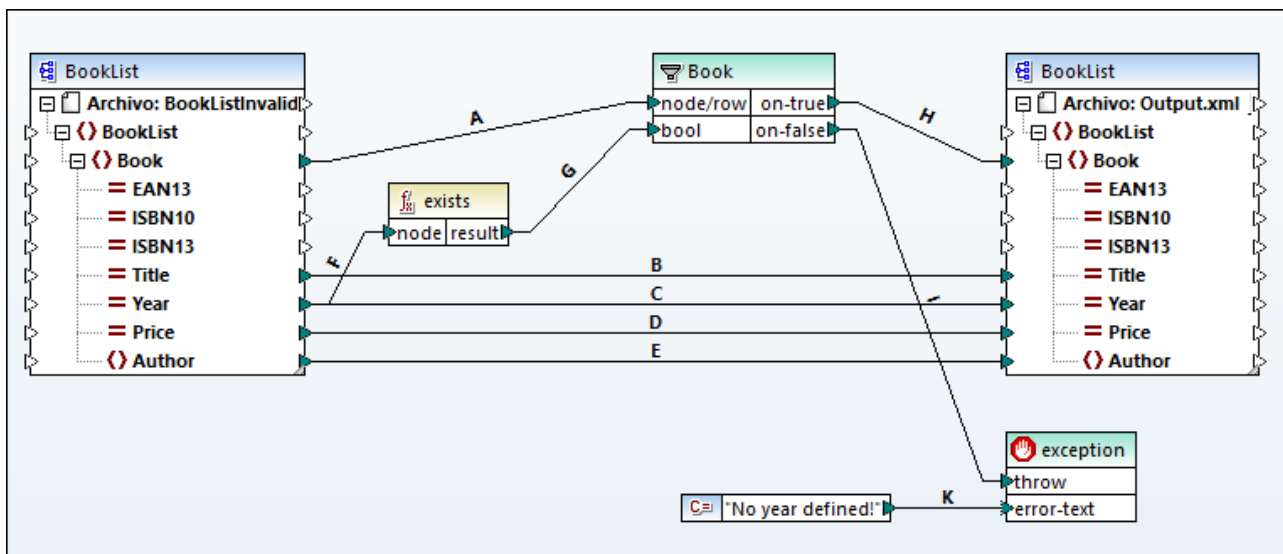 BookList
Archivo: BookListInvalid
BookList
Book
EAN13
ISBN10
ISBN13
Title
Year
Price
Author
A
F
exists
node result
G
Book
node/row on-true
bool on-false
H
B
C
D
E
I
BookList
Archivo: Output.xml
BookList
Book
EAN13
ISBN10
ISBN13
Title
Year
Price
Author
C= "No year defined!"
K
exception
throw
error-text